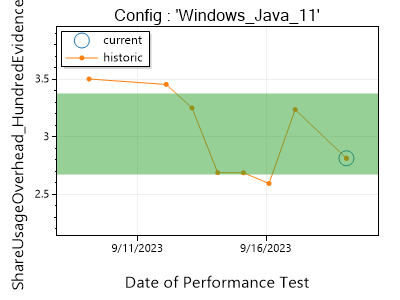 Config : 'Windows_Java_11'
ShareUsageOverhead_HundredEvidence
current
historic
3.5
3
2.5
9/11/2023
9/16/2023
Date of Performance Test